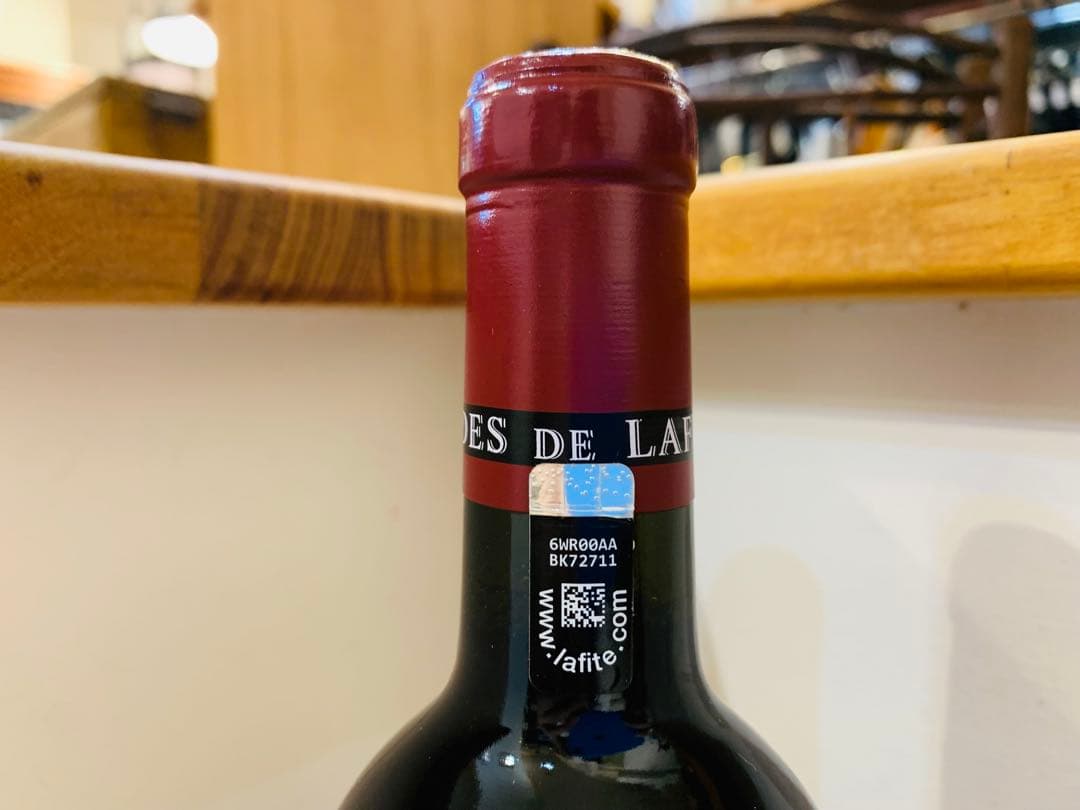 DES DE LAF
6WR00AA
BK72711
www.lafite.com